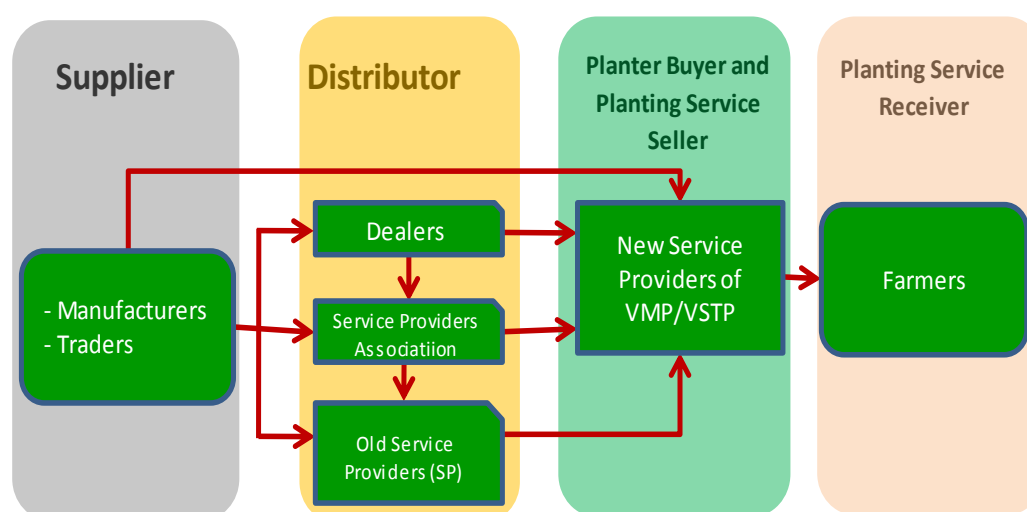 Supplier
Distributor
Planter Buyer and
Planting Service
Seller
Planting Service
Receiver
- Manufacturers
- Traders
Dealers
Service Providers
Associatiion
Old Service
Providers (SP)
New Service
Providers of
VMP/VSTP
Farmers